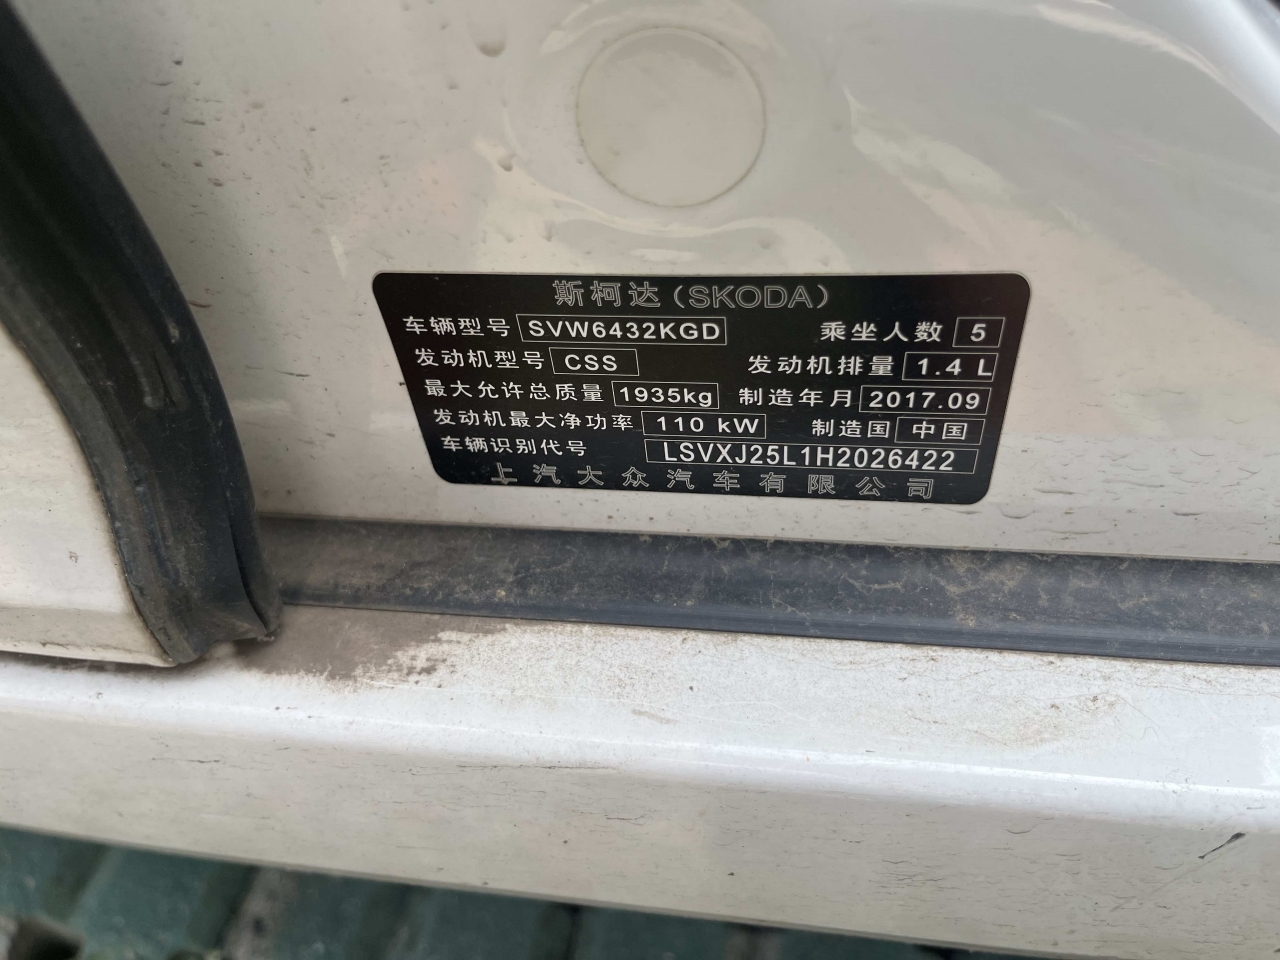 斯柯达(SKODA)
车辆型号 SVW6432KGD 乘坐人数 5
发动机型号 CSS 发动机排量 1.4 L
最大允许总质量 1935kg 制造年月 2017.09
发动机最大净功率 110 kW 制造国 中国
车辆识别代号 LSVXJ25L1H2026422
上汽大众汽车有限公司